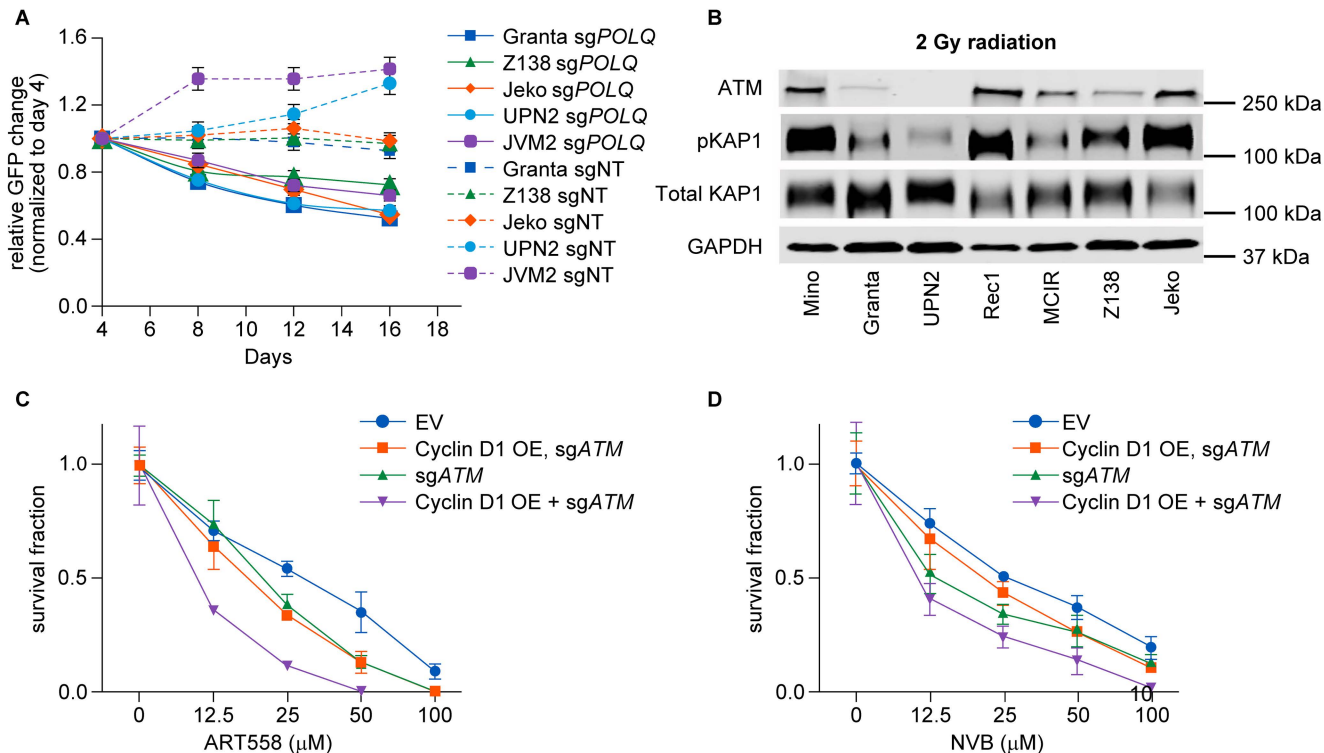 A
relative GFP change
(normalized to day 4)
1.6
1.2
1.0
0.8
0.4
0.0
4
6
8
10
12
14
16
18
Days
Granta sgPOLQ
Z138 sgPOLQ
Jeko sgPOLQ
UPN2 sgPOLQ
JVM2 sgPOLQ
Granta sgNT
Z138 sgNT
Jeko sgNT
UPN2 sgNT
JVM2 sgNT
B
2 Gy radiation
ATM
pKAP1
Total KAP1
GAPDH
250 kDa
100 kDa
100 kDa
37 kDa
Mino
Granta
UPN2
Rec1
MCIR
Z138
Jeko
C
survival fraction
1.0
0.5
0.0
0
12.5
25
50
100
ART558 (μM)
EV
Cyclin D1 OE, sgATM
sgATM
Cyclin D1 OE + sgATM
D
survival fraction
1.0
0.5
0.0
0
12.5
25
50
100
10
NVB (μM)
EV
Cyclin D1 OE, sgATM
sgATM
Cyclin D1 OE + sgATM